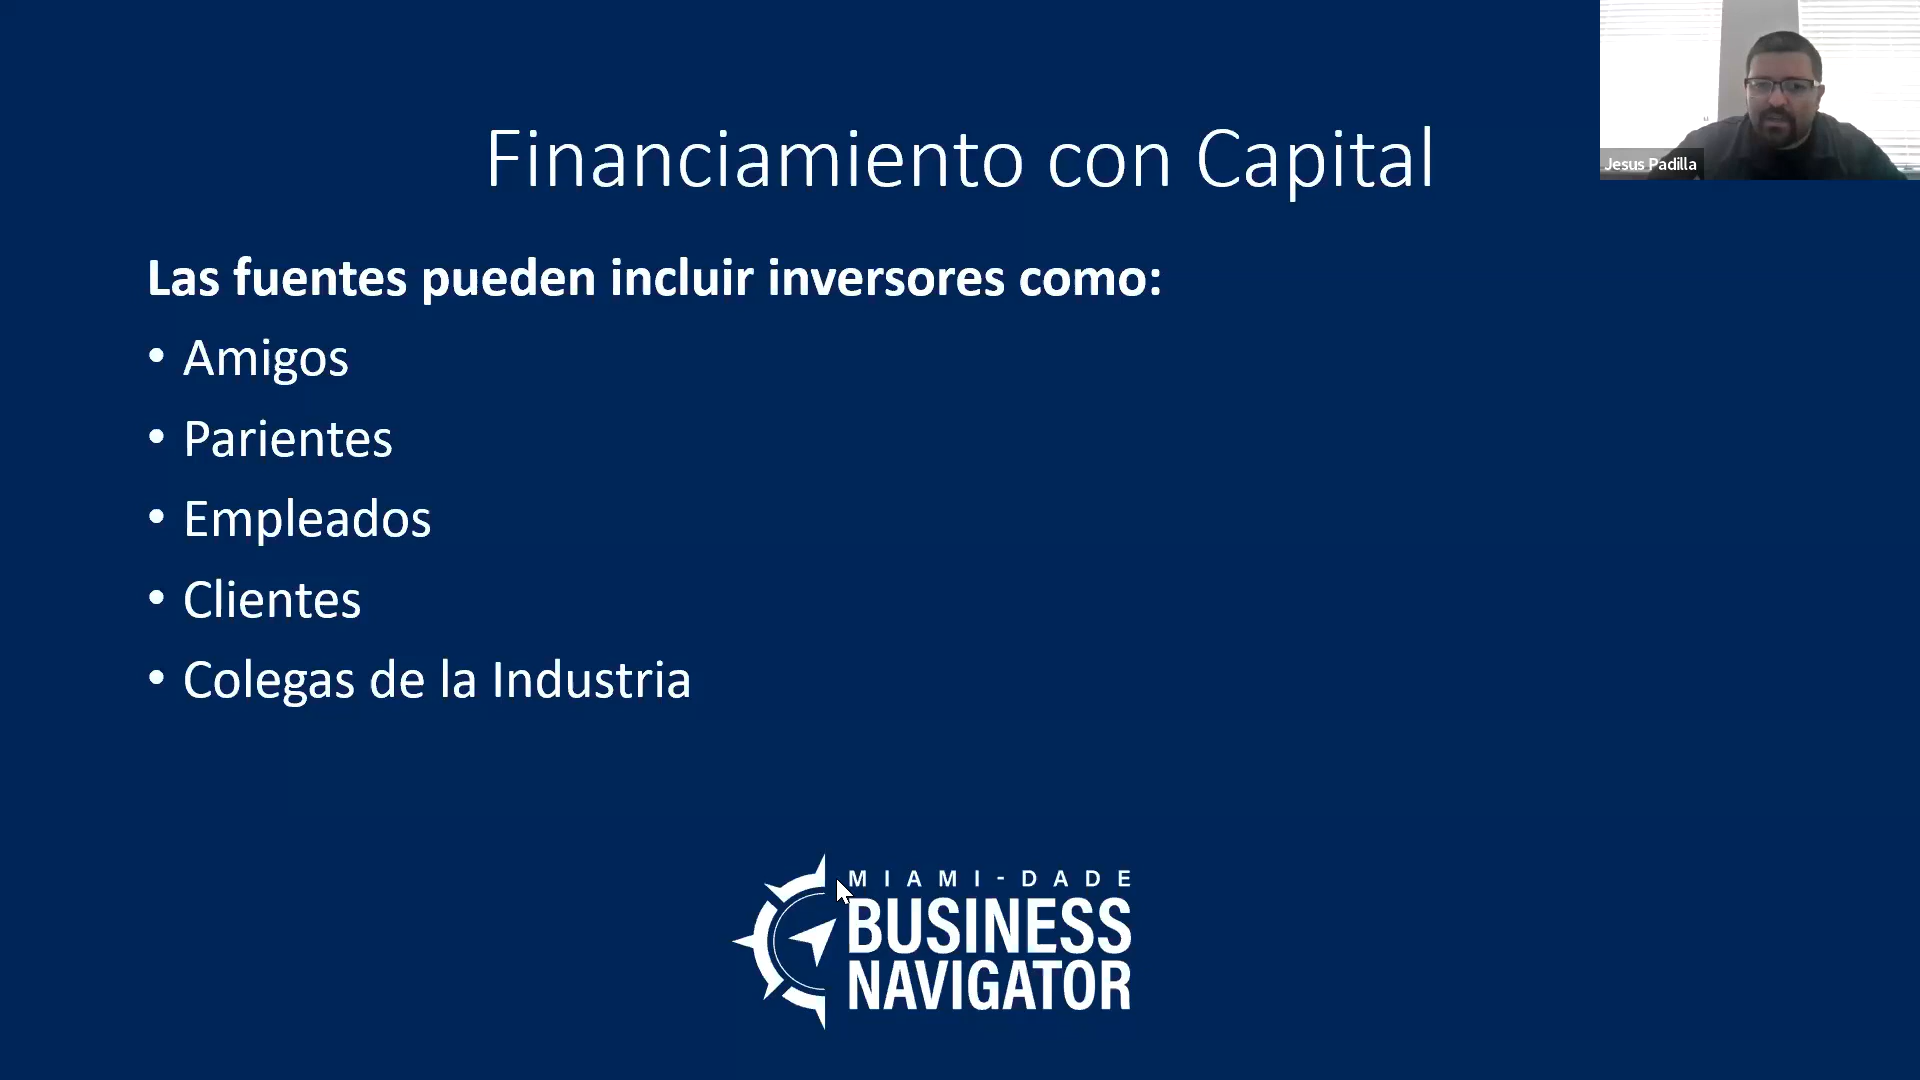 Financiamiento con Capital
Jesus Padilla
Las fuentes pueden incluir inversores como:
• Amigos
• Parientes
• Empleados
• Clientes
• Colegas de la Industria
MIAMI-DADE
BUSINESS
NAVIGATOR